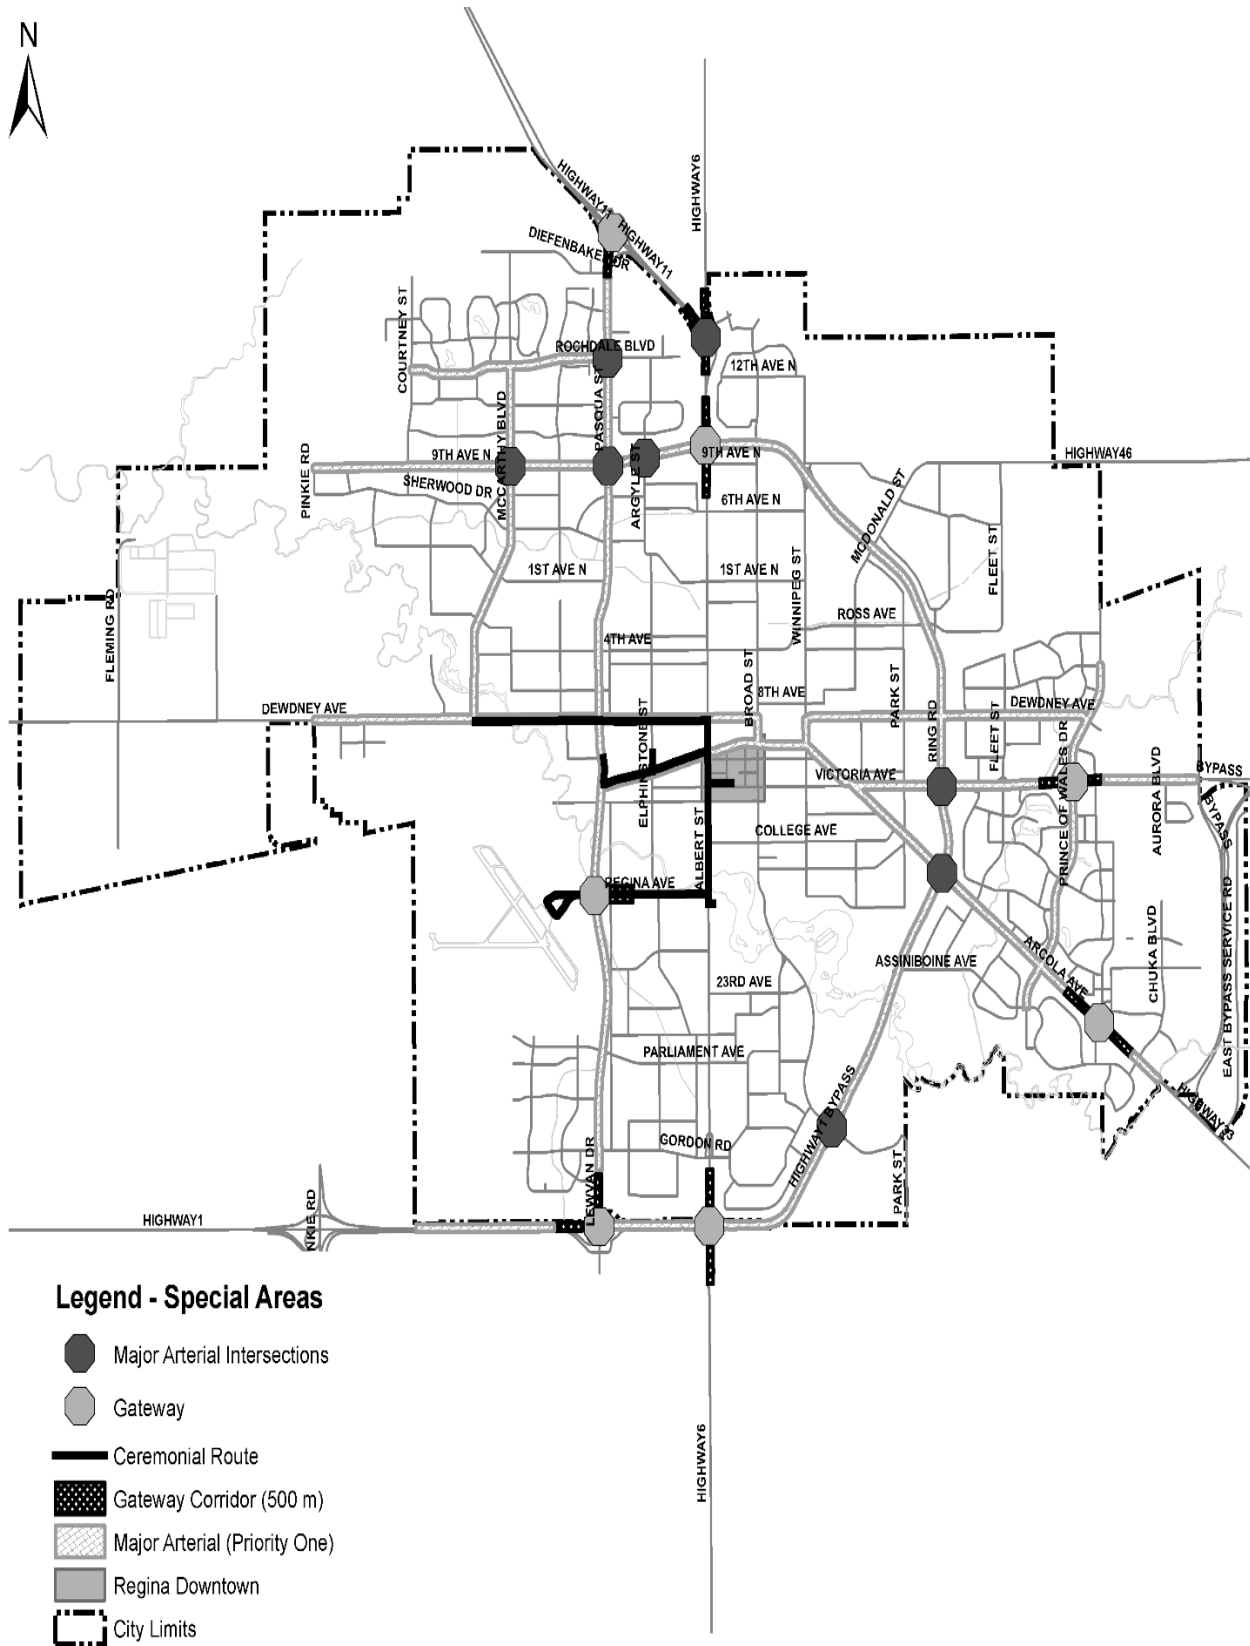 N
HIGHWAY11
HIGHWAY6
HIGHWAY11
DIEFENBAKER DR
COURTNEY ST
ROCHDALE BLVD
12TH AVE N
PASQUA ST
MCCARTHY BLVD
PINKIE RD
9TH AVE N
9TH AVE N
HIGHWAY46
SHERWOOD DR
ARGYLE ST
6TH AVE N
MCDONALD ST
FLEET ST
1ST AVE N
1ST AVE N
WINNIPEG ST
FLEMING RD
ROSS AVE
4TH AVE
BROAD ST
8TH AVE
PARK ST
DEWDNEY AVE
DEWDNEY AVE
ELPHINSTONE ST
RING RD
FLEET ST
PRINCE OF WALES DR
VICTORIA AVE
AURORA BLVD
BYPASS
BYPASS
COLLEGE AVE
ALBERT ST
REGINA AVE
ARCOLA AVE
CHUKA BLVD
EAST BYPASS SERVICE RD
ASSINIBOINE AVE
23RD AVE
PARLIAMENT AVE
HIGHWAY1 BYPASS
GORDON RD
LEWVAN DR
PARK ST
HIGHWAY33
HIGHWAY1
NKIE RD
HIGHWAY6
Legend - Special Areas
Major Arterial Intersections
Gateway
Ceremonial Route
Gateway Corridor (500 m)
Major Arterial (Priority One)
Regina Downtown
City Limits